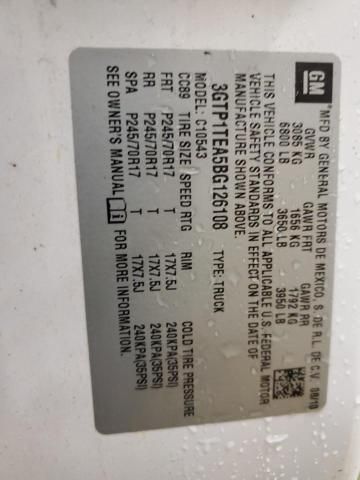 GM MFD BY GENERAL MOTORS DE MEXICO, S. DE R.L. DE C.V. 08/10
GVWR GAWR FRT GAWR RR
3085 KG 1656 KG 1792 KG
6800 LB 3650 LB 3950 LB
THIS VEHICLE CONFORMS TO ALL APPLICABLE U.S. FEDERAL MOTOR
VEHICLE SAFETY STANDARDS IN EFFECT ON THE DATE OF
MANUFACTURE SHOWN ABOVE.
3GTP1TEA5BG126108 TYPE: TRUCK
MODEL: C10543
CC89 TIRE SIZE SPEED RTG RIM COLD TIRE PRESSURE
FRT P245/70R17 T 17X7.5J 240KPA(35PSI)
RR P245/70R17 T 17X7.5J 240KPA(35PSI)
SPA P245/70R17 T 17X7.5J 240KPA(35PSI)
SEE OWNER'S MANUAL FOR MORE INFORMATION.